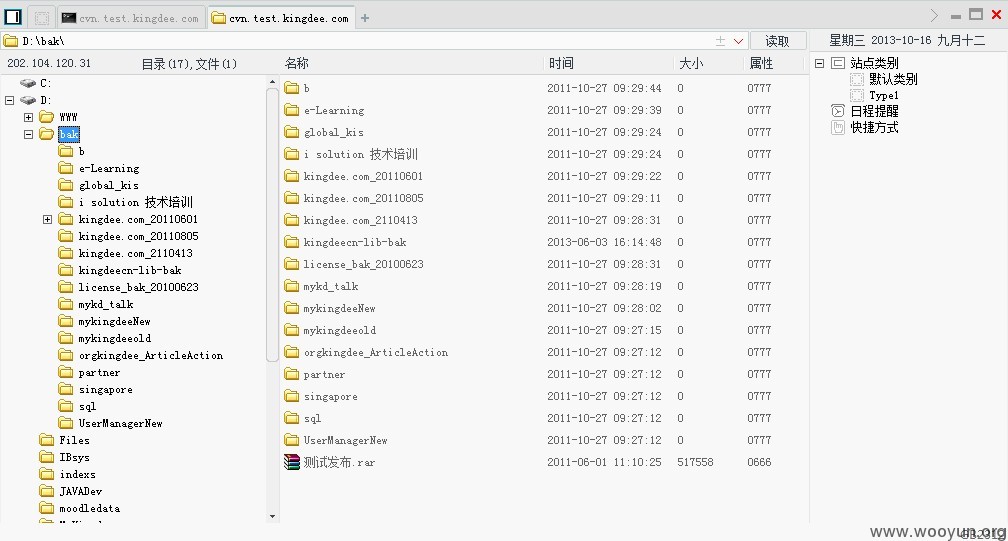 cvn.test.kingdee.com
cvn.test.kingdee.com
D:\bak\
读取
星期三 2013-10-16 九月十二
202.104.120.31 目录(17),文件(1)
名称 时间 大小 属性
C:
D:
WWW
bak
b
e-Learning
global_kis
i solution 技术培训
kingdee.com_20110601
kingdee.com_20110805
kingdee.com_2110413
kingdeecn-lib-bak
license_bak_20100623
mykd_talk
mykingdeeNew
mykingdeeold
orgkingdee_ArticleAction
partner
singapore
sql
UserManagerNew
Files
IBsys
indexs
JAVADev
moodledata
b 2011-10-27 09:29:44 0 0777
e-Learning 2011-10-27 09:29:39 0 0777
global_kis 2011-10-27 09:29:24 0 0777
i solution 技术培训 2011-10-27 09:29:24 0 0777
kingdee.com_20110601 2011-10-27 09:29:22 0 0777
kingdee.com_20110805 2011-10-27 09:29:11 0 0777
kingdee.com_2110413 2011-10-27 09:28:31 0 0777
kingdeecn-lib-bak 2013-06-03 16:14:48 0 0777
license_bak_20100623 2011-10-27 09:28:31 0 0777
mykd_talk 2011-10-27 09:28:19 0 0777
mykingdeeNew 2011-10-27 09:28:02 0 0777
mykingdeeold 2011-10-27 09:27:15 0 0777
orgkingdee_ArticleAction 2011-10-27 09:27:12 0 0777
partner 2011-10-27 09:27:12 0 0777
singapore 2011-10-27 09:27:12 0 0777
sql 2011-10-27 09:27:12 0 0777
UserManagerNew 2011-10-27 09:27:12 0 0777
测试发布.rar 2011-06-01 11:10:25 517558 0666
站点类别
默认类别
Type1
日程提醒
快捷方式
www.wooyun.org
GB2312